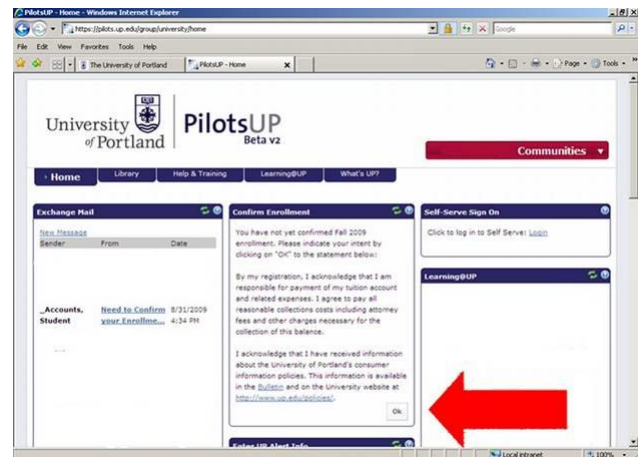 PilotsUP - Home - Windows Internet Explorer
https://pilots.up.edu/group/university/home
Google
File Edit View Favorites Tools Help
The University of Portland
PilotsUP - Home
Page
Tools
University
of Portland
PilotsUP
Beta v2
Communities
Home
Library
Help & Training
Learning@UP
What's UP?
Exchange Mail
New Message
Sender From Date
_Accounts, Need to Confirm 8/31/2009
Student your Enrollme... 4:34 PM
Confirm Enrollment
You have not yet confirmed Fall 2009
enrollment. Please indicate your intent by
clicking on "OK" to the statement below:
By my registration, I acknowledge that I am
responsible for payment of my tuition account
and related expenses. I agree to pay all
reasonable collections costs including attorney
fees and other charges necessary for the
collection of this balance.
I acknowledge that I have received information
about the University of Portland's consumer
information policies. This information is available
in the Bulletin and on the University website at
http://www.up.edu/policies/.
Ok
Enter UP Alert Info
Self-Serve Sign On
Click to log in to Self Serve: Login
Learning@UP
Local intranet
100%